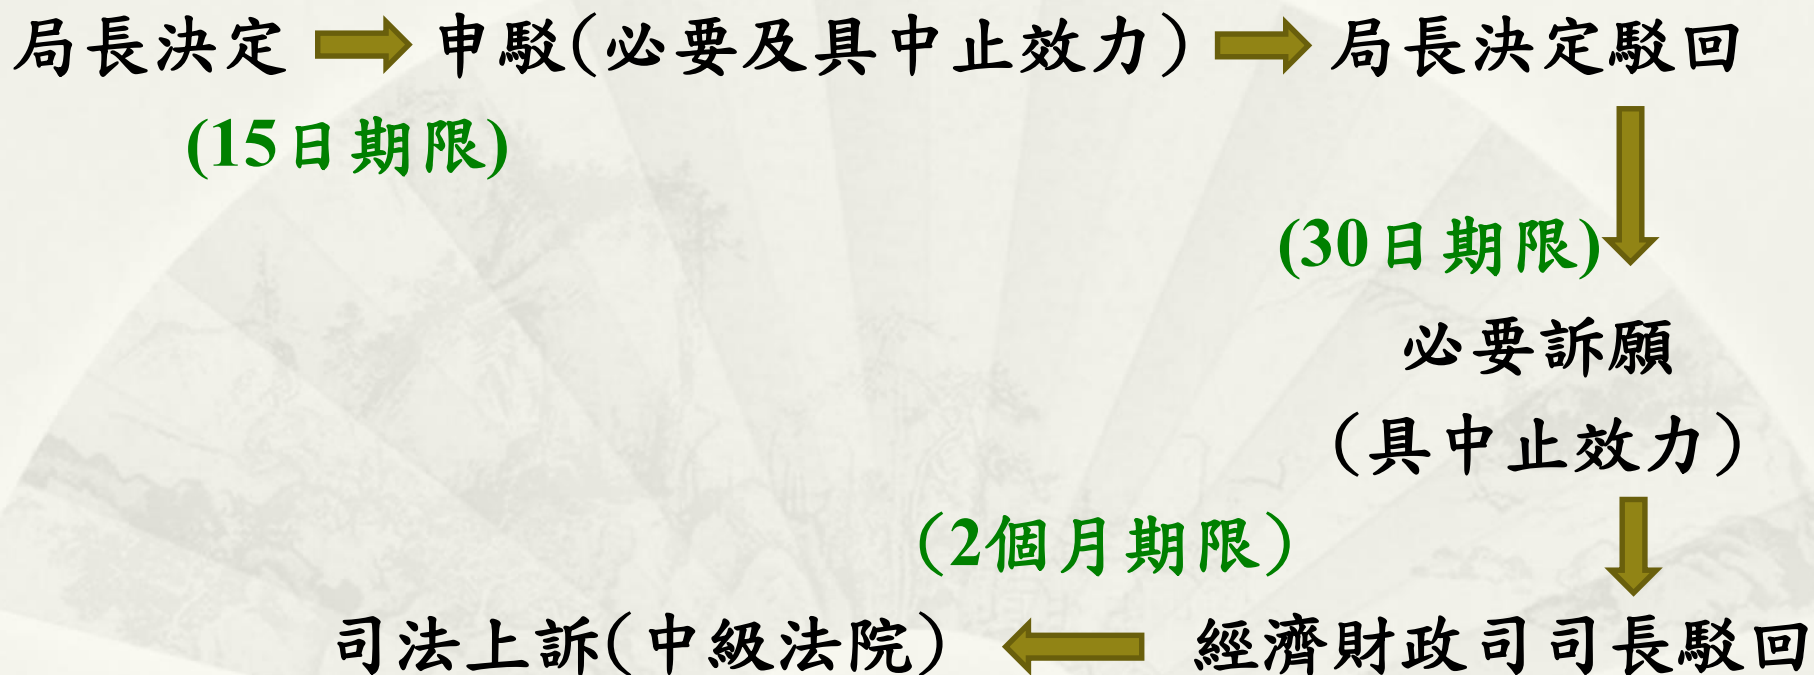 局長決定 申駁(必要及具中止效力) 局長決定駁回
(15日期限)
(30日期限)
必要訴願
(具中止效力)
(2個月期限)
司法上訴(中級法院) 經濟財政司司長駁回